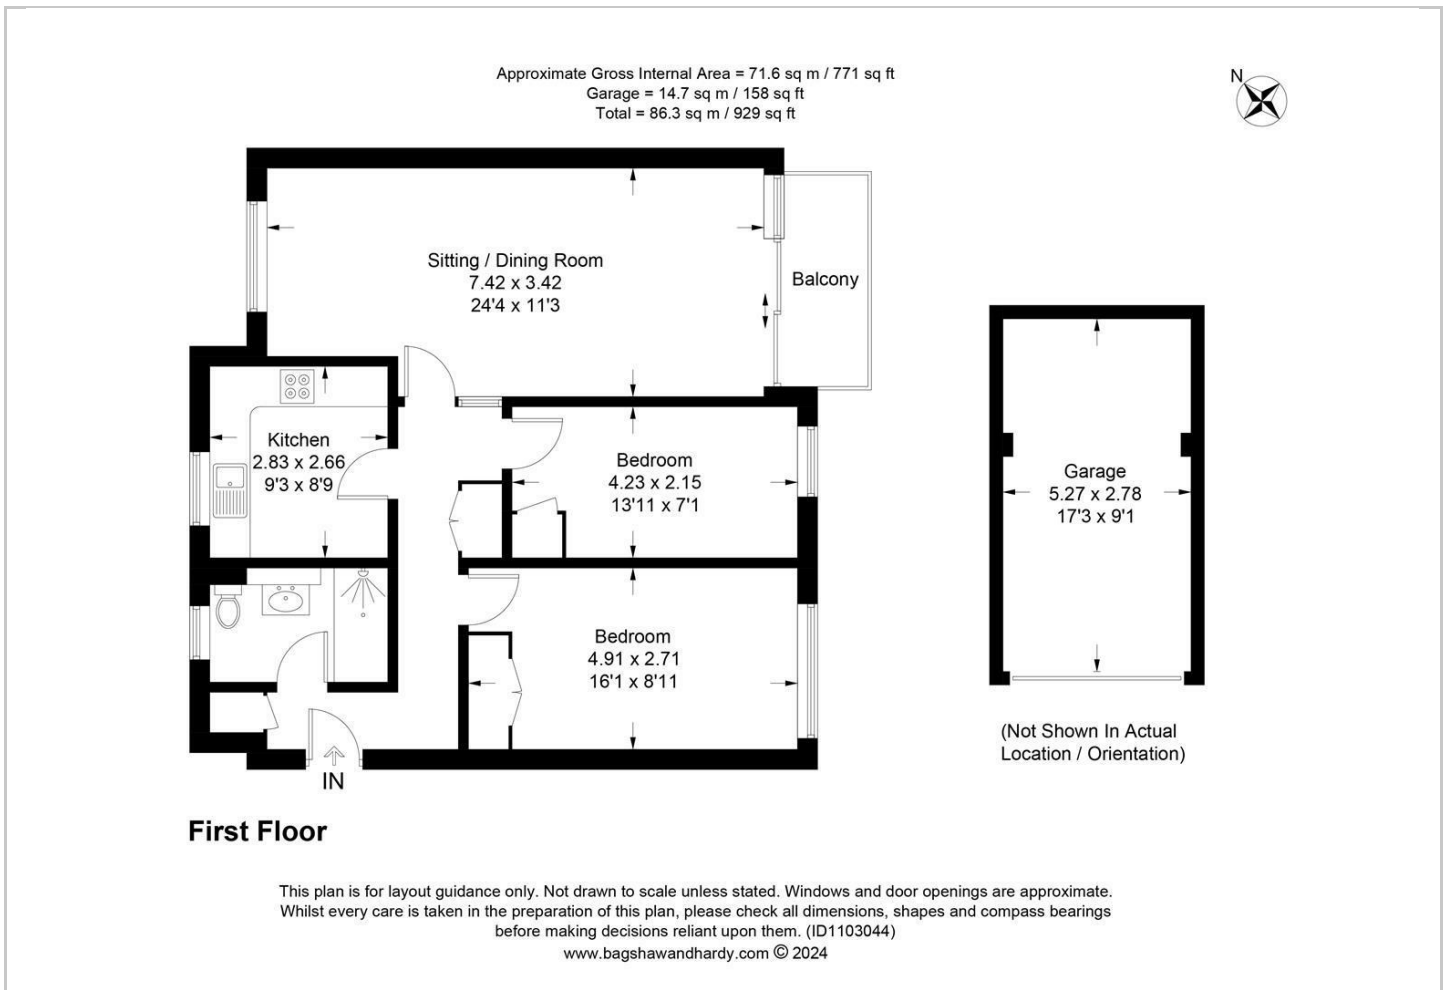 Approximate Gross Internal Area = 71.6 sq m / 771 sq ft
Garage = 14.7 sq m / 158 sq ft
Total = 86.3 sq m / 929 sq ft
N
Sitting / Dining Room
7.42 x 3.42
24'4 x 11'3
Balcony
Kitchen
2.83 x 2.66
9'3 x 8'9
Bedroom
4.23 x 2.15
13'11 x 7'1
Garage
5.27 x 2.78
17'3 x 9'1
Bedroom
4.91 x 2.71
16'1 x 8'11
(Not Shown In Actual
Location / Orientation)
IN
First Floor
This plan is for layout guidance only. Not drawn to scale unless stated. Windows and door openings are approximate.
Whilst every care is taken in the preparation of this plan, please check all dimensions, shapes and compass bearings
before making decisions reliant upon them. (ID1103044)
www.bagshawandhardy.com © 2024